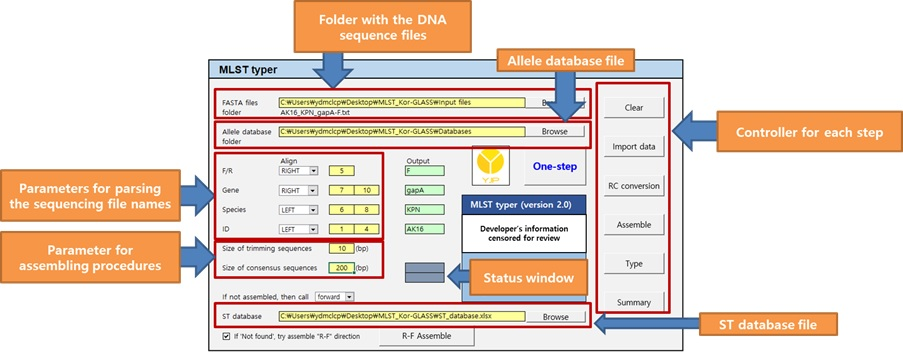 Folder with the DNA
sequence files
Allele database file
MLST typer
FASTA files
folder
C:₩Users₩ydmclcp₩Desktop₩MLST_Kor-GLASS₩Input files
AK16_KPN_gapA-F.txt
Allele database
folder
C:₩Users₩ydmclcp₩Desktop₩MLST_Kor-GLASS₩Databases
Browse
Clear
Import data
RC conversion
Assemble
Type
Summary
Controller for each step
Parameters for parsing
the sequencing file names
Align
Output
F/R RIGHT 5 F
Gene RIGHT 7 10 gapA
Species LEFT 6 8 KPN
ID LEFT 1 4 AK16
YJP
One-step
MLST typer (version 2.0)
Developer's information
censored for review
Parameter for
assembling procedures
Size of trimming sequences 10 (bp)
Size of consensus sequences 200 (bp)
Status window
If not assembled, then call forward
ST database C:₩Users₩ydmclcp₩Desktop₩MLST_Kor-GLASS₩ST_database.xlsx Browse
ST database file
If 'Not found', try assemble "R-F" direction
R-F Assemble